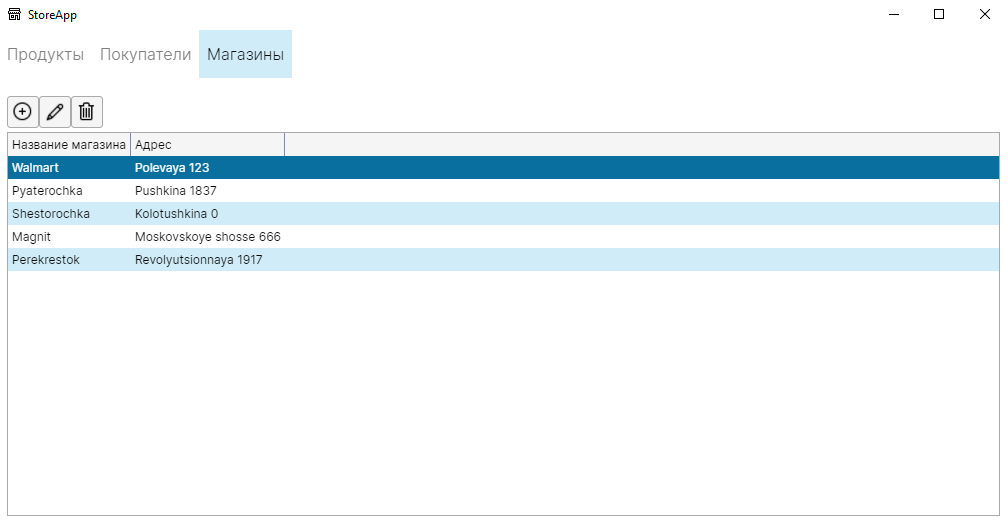 StoreApp
Продукты Покупатели Магазины
Название магазина Адрес
Walmart Polevaya 123
Pyaterochka Pushkina 1837
Shestorochka Kolotushkina 0
Magnit Moskovskoye shosse 666
Perekrestok Revolyutsionnaya 1917